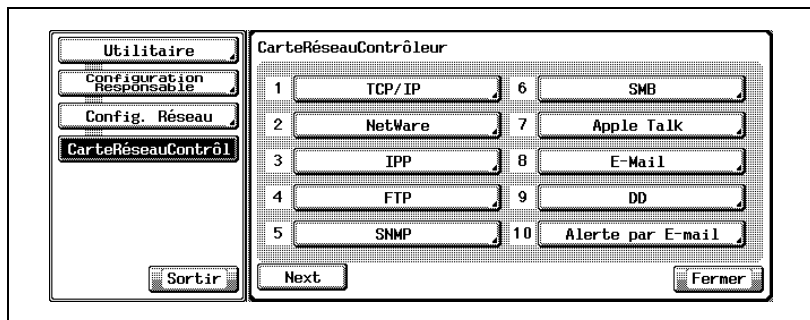 Utilitaire
Configuration
Responsable
Config. Réseau
CarteRéseauContrôl
Sortir
CarteRéseauContrôleur
1 TCP/IP 6 SMB
2 NetWare 7 Apple Talk
3 IPP 8 E-Mail
4 FTP 9 DD
5 SNMP 10 Alerte par E-mail
Next Fermer